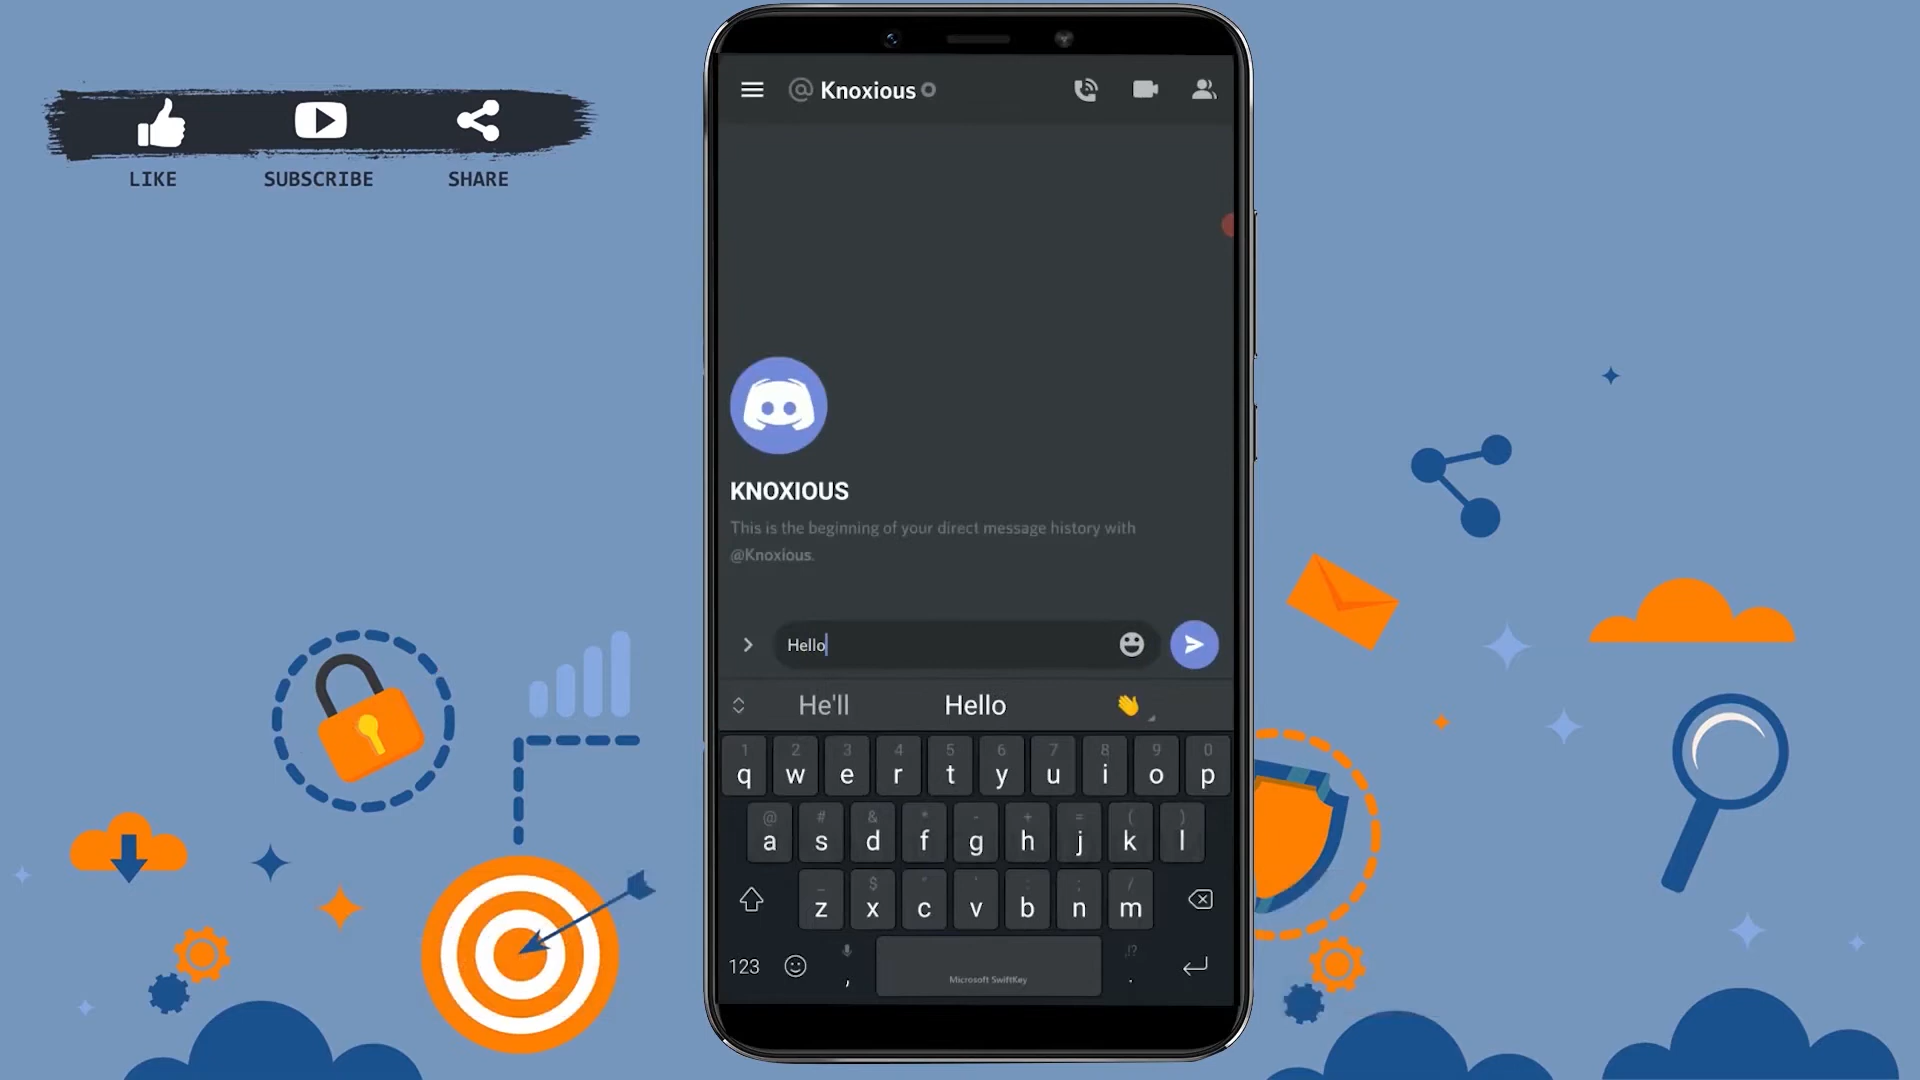 LIKE
SUBSCRIBE
SHARE
@ Knoxious
KNOXIOUS
This is the beginning of your direct message history with
@Knoxious.
Hello
He'll Hello
1 2 3 4 5 6 7 8 9 0
q w e r t y u i o p
@ # & * - + = ( )
a s d f g h j k l
_ $ " ' : ; /
z x c v b n m
123 , Microsoft SwiftKey ,!? .